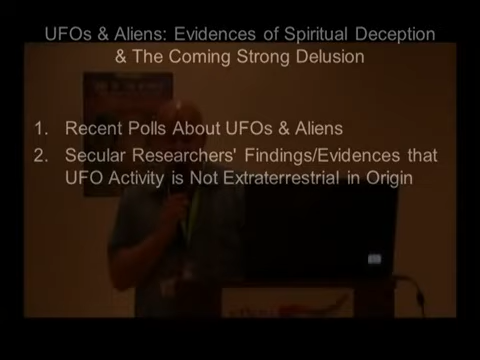 UFOs & Aliens: Evidences of Spiritual Deception
& The Coming Strong Delusion
1. Recent Polls About UFOs & Aliens
2. Secular Researchers' Findings/Evidences that
UFO Activity is Not Extraterrestrial in Origin